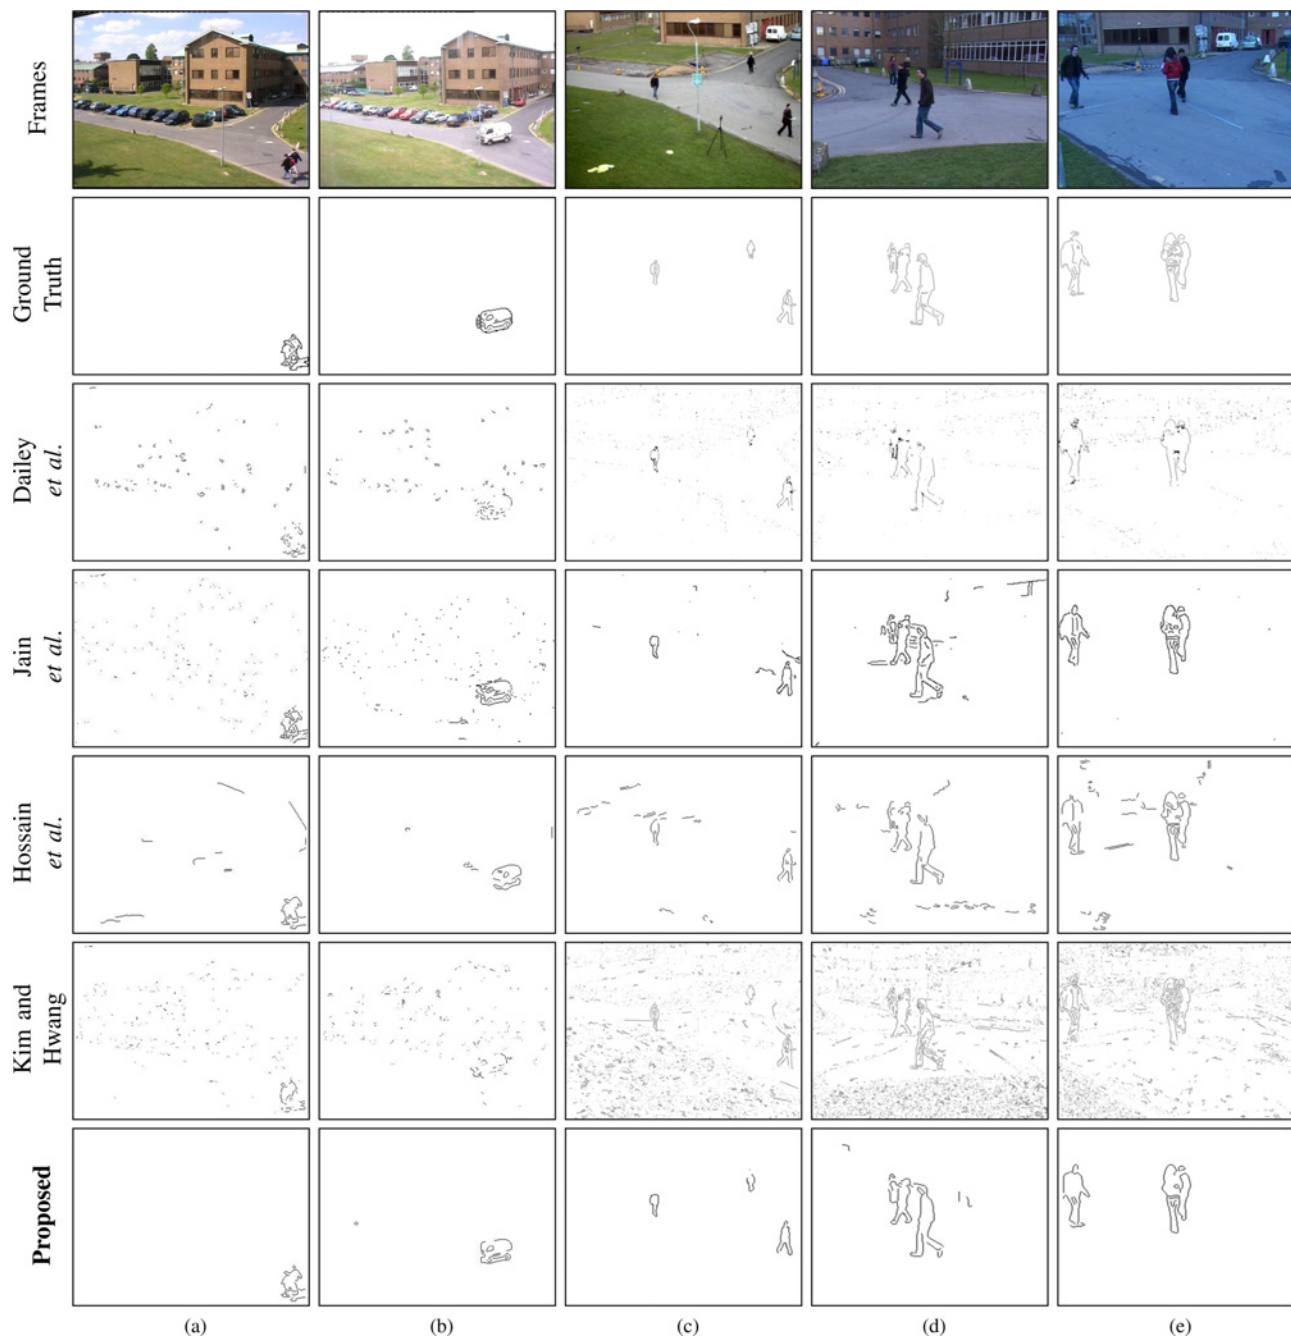 Frames
Ground
Truth
Dailey
et al.
Jain
et al.
Hossain
et al.
Kim and
Hwang
Proposed
(a)
(b)
(c)
(d)
(e)